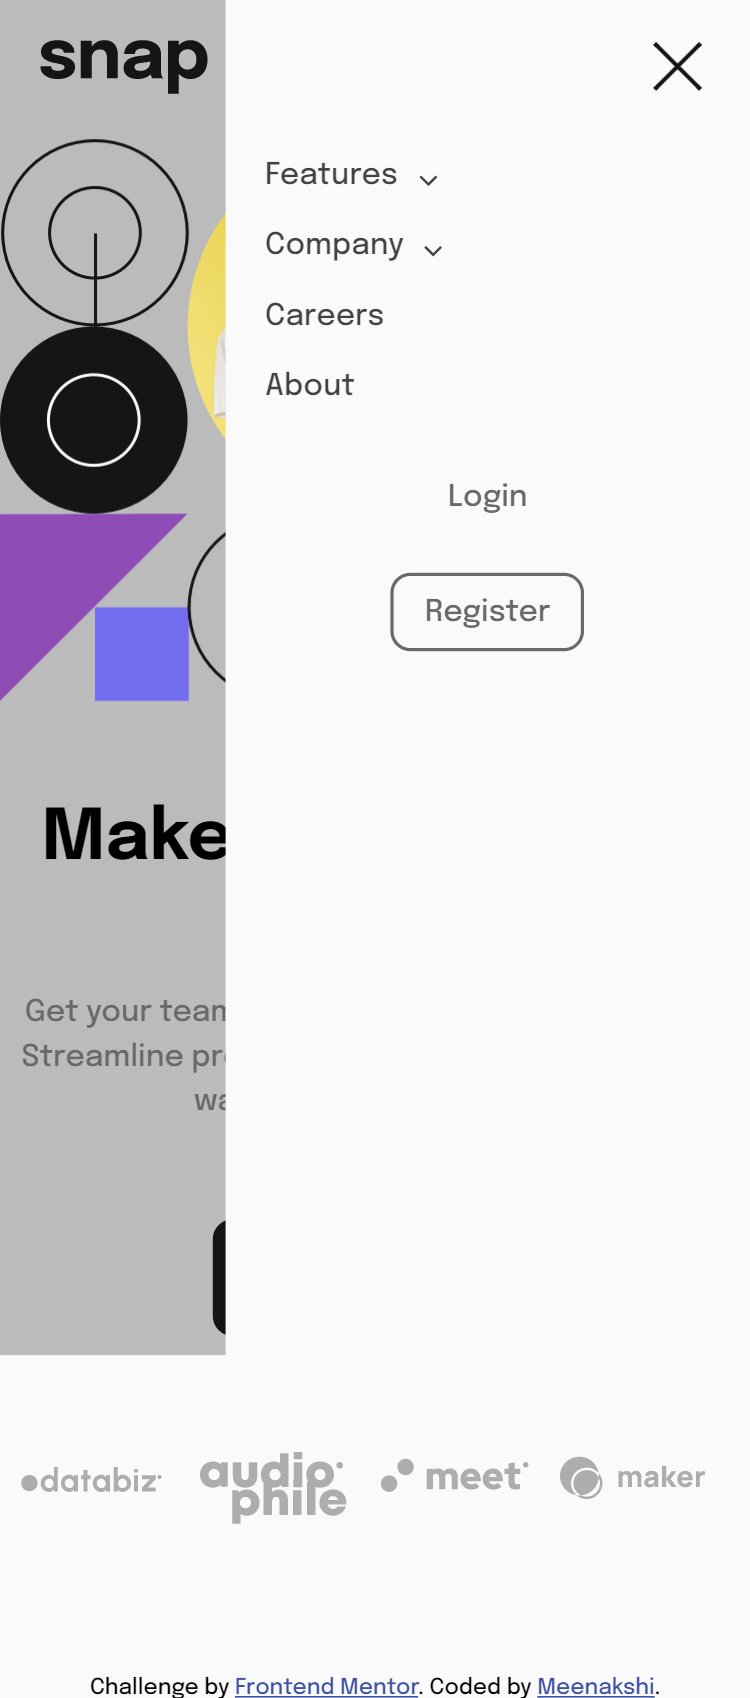 snap
Features
Company
Careers
About
Login
Register
Make
Get your team
Streamline pr
wa
databiz
audio
phile
meet
maker
Challenge by Frontend Mentor. Coded by Meenakshi.